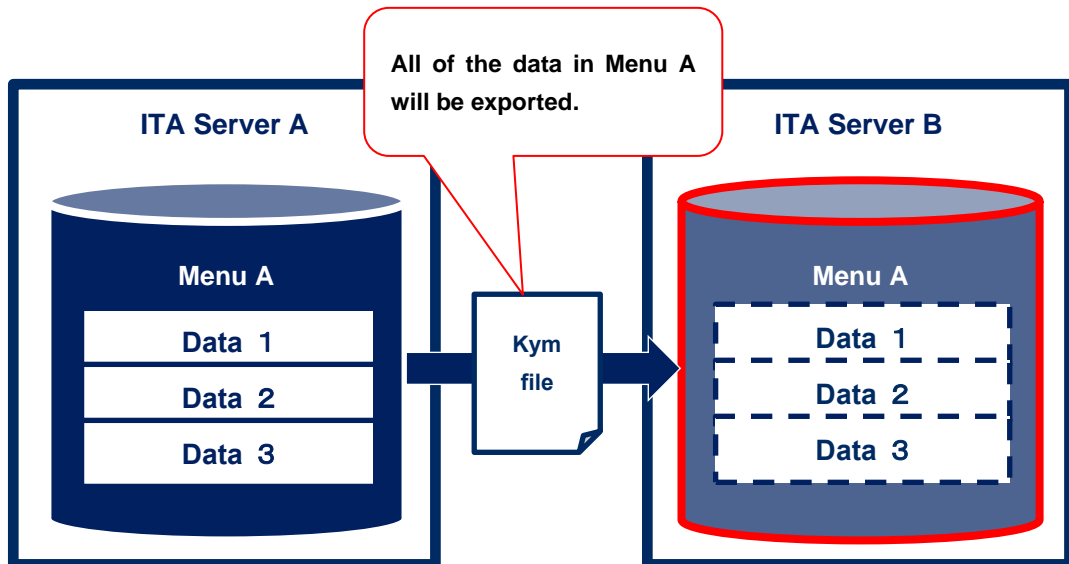 All of the data in Menu A
will be exported.
ITA Server A
ITA Server B
Menu A
Data 1
Data 2
Data 3
Kym
file
Menu A
Data 1
Data 2
Data 3